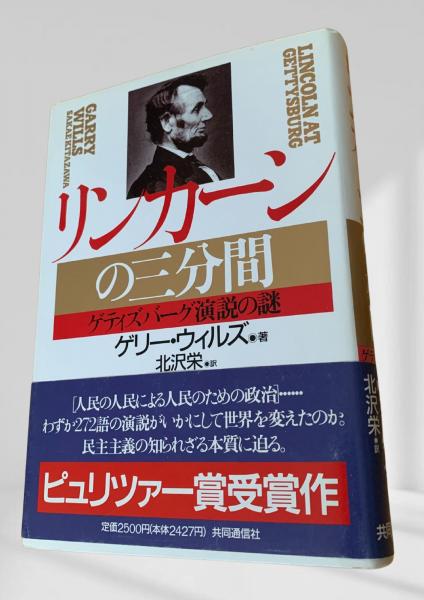 LINCOLN AT
GETTYSBURG
GARRY
WILLS
SAKAE KITAZAWA
リンカーン
の三分間
ゲティズバーグ演説の謎
ゲリー・ウィルズ●著
北沢栄●訳
[人民の人民による人民のための政治]……
わずか272語の演説がいかにして世界を変えたのか。
民主主義の知られざる本質に迫る。
ピュリツァー賞受賞作
定価2500円(本体2427円) 共同通信社
北沢栄●訳
共同